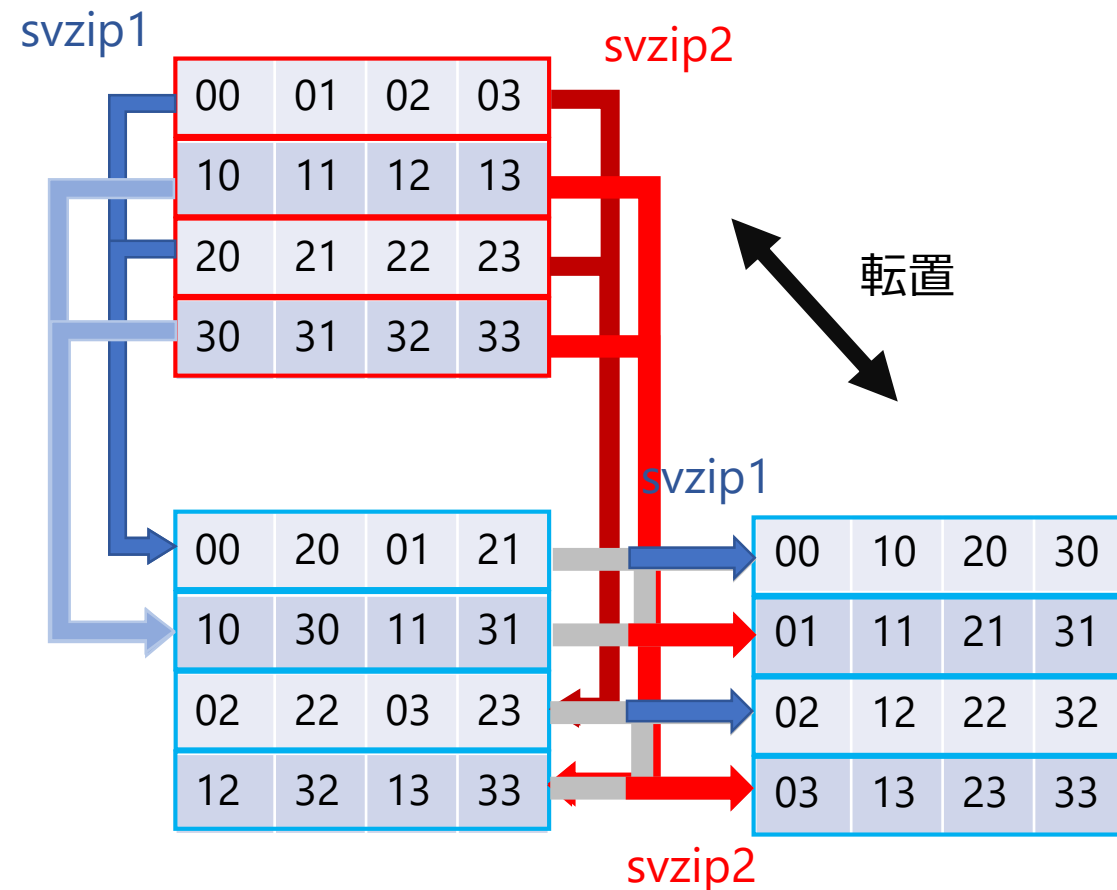 svzip1
svzip2
00 01 02 03
10 11 12 13
20 21 22 23
30 31 32 33
転置
svzip1
00 20 01 21
10 30 11 31
02 22 03 23
12 32 13 33
00 10 20 30
01 11 21 31
02 12 22 32
03 13 23 33
svzip2